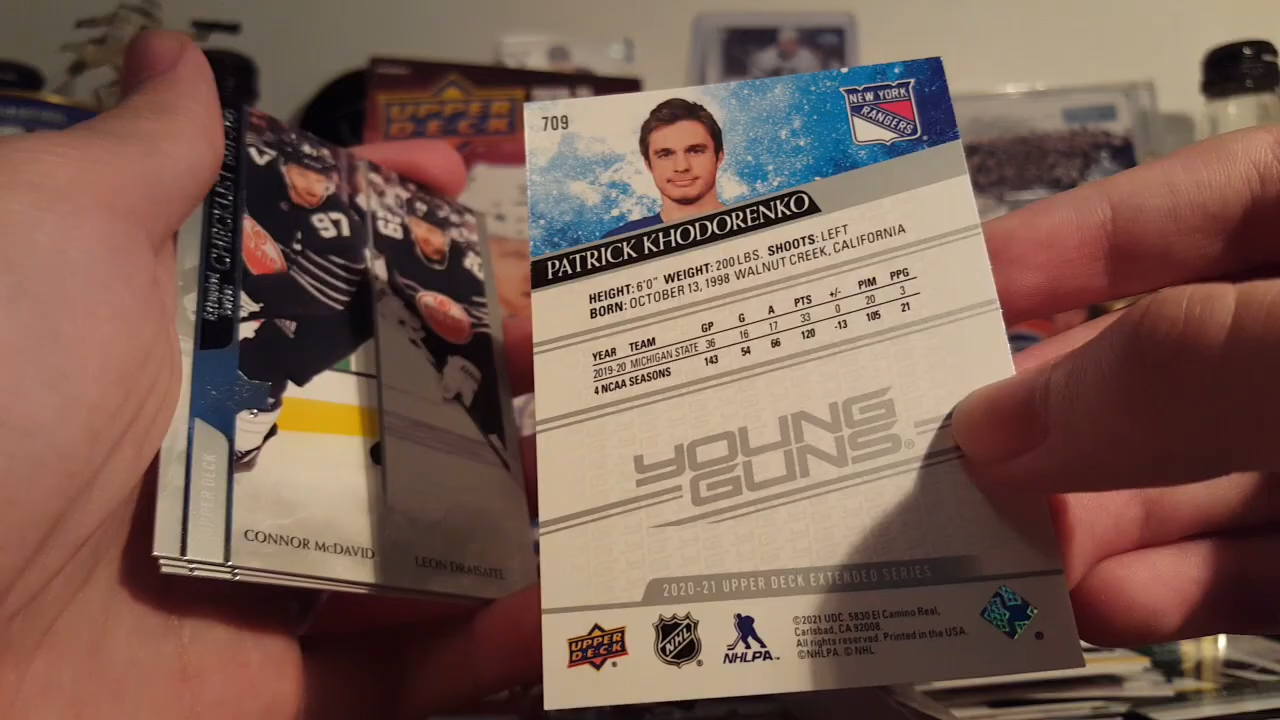 UPPER
DECK
97
UPPER DECK
CONNOR McDAVID
LEON DRAISAITL
709
NEW YORK
RANGERS
PATRICK KHODORENKO
HEIGHT: 6'0" WEIGHT: 200 LBS. SHOOTS: LEFT
BORN: OCTOBER 13, 1998 WALNUT CREEK, CALIFORNIA
YEAR TEAM GP G A PTS +/- PIM PPG
2019-20 MICHIGAN STATE 36 16 17 33 0 20 3
4 NCAA SEASONS 143 54 66 120 -13 105 21
YOUNG
GUNS®
2020-21 UPPER DECK EXTENDED SERIES
UPPER
DECK
NHL
NHLPA™
©2021 UDC. 5830 El Camino Real,
Carlsbad, CA 92008.
All rights reserved. Printed in the USA.
©NHLPA. © NHL.